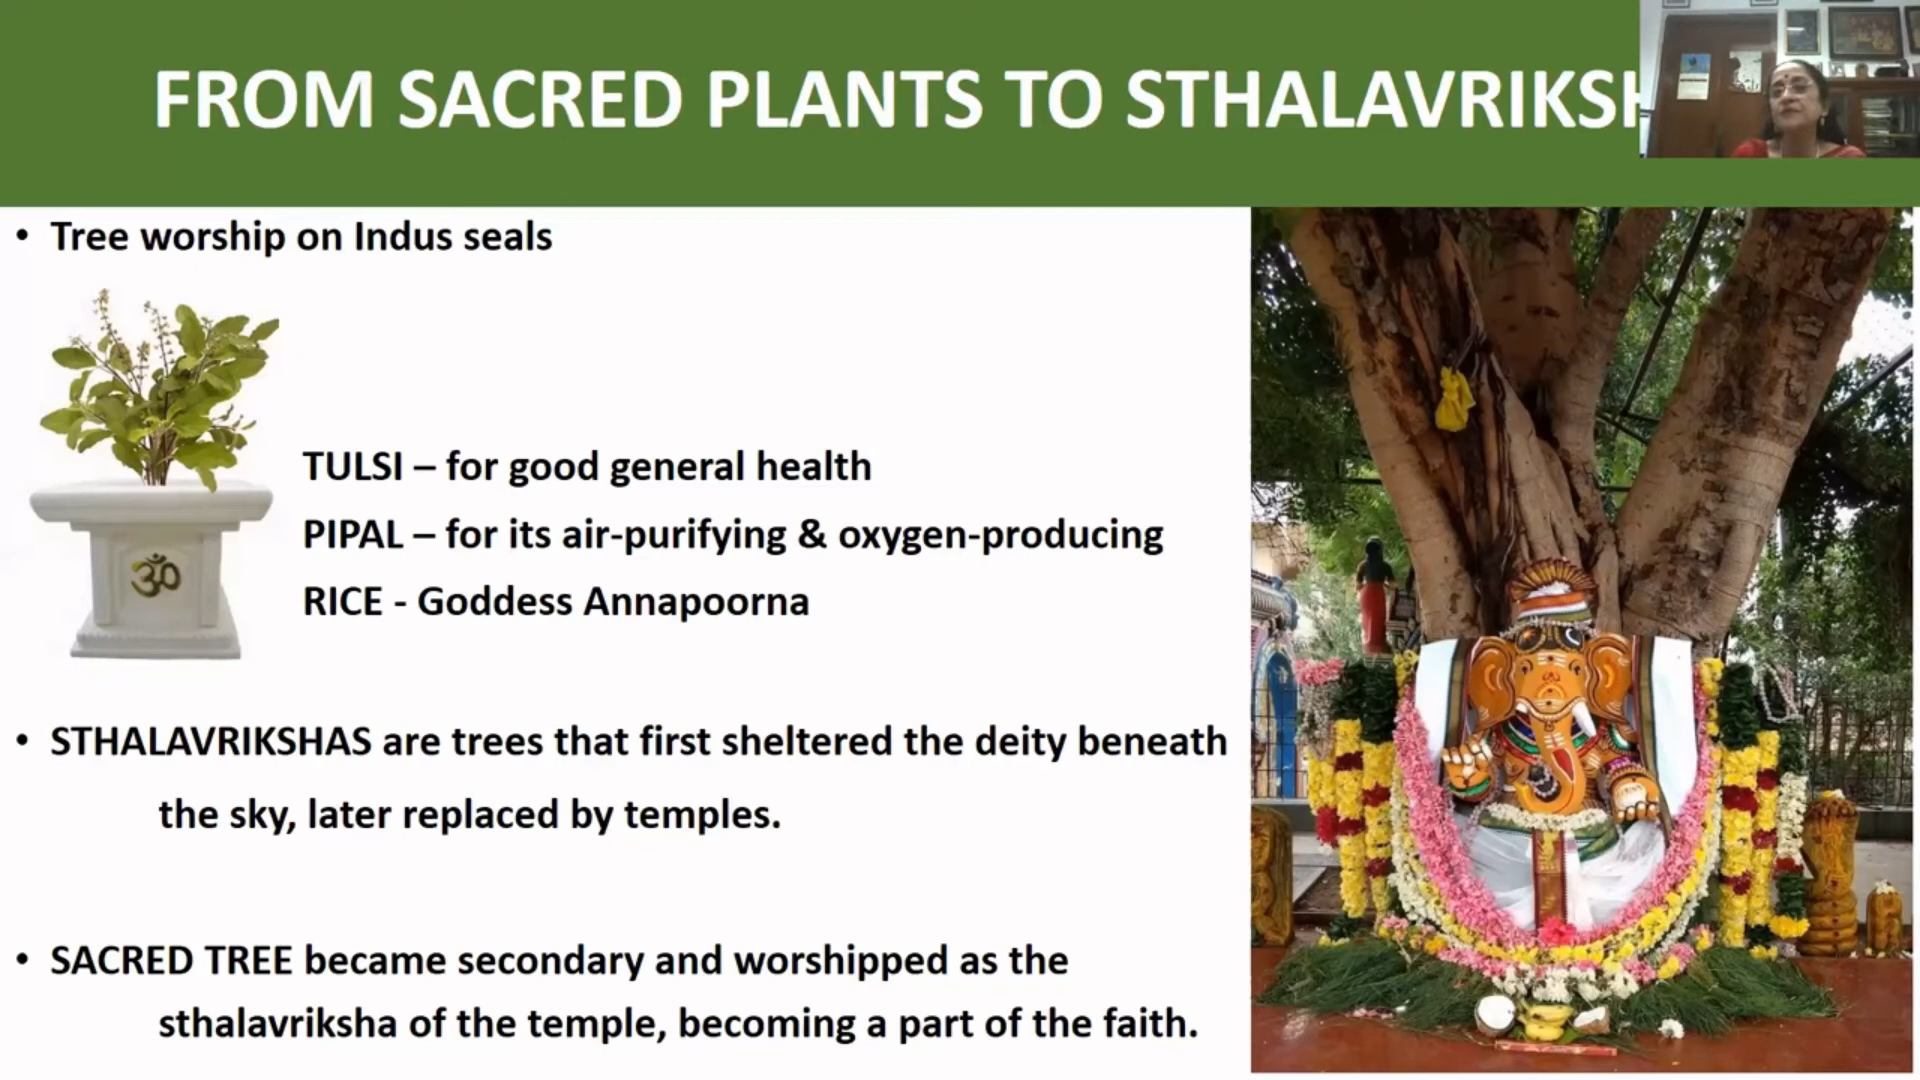 FROM SACRED PLANTS TO STHALAVRIKSH
• Tree worship on Indus seals
ॐ
TULSI – for good general health
PIPAL – for its air-purifying & oxygen-producing
RICE - Goddess Annapoorna
• STHALAVRIKSHAS are trees that first sheltered the deity beneath
the sky, later replaced by temples.
• SACRED TREE became secondary and worshipped as the
sthalavriksha of the temple, becoming a part of the faith.